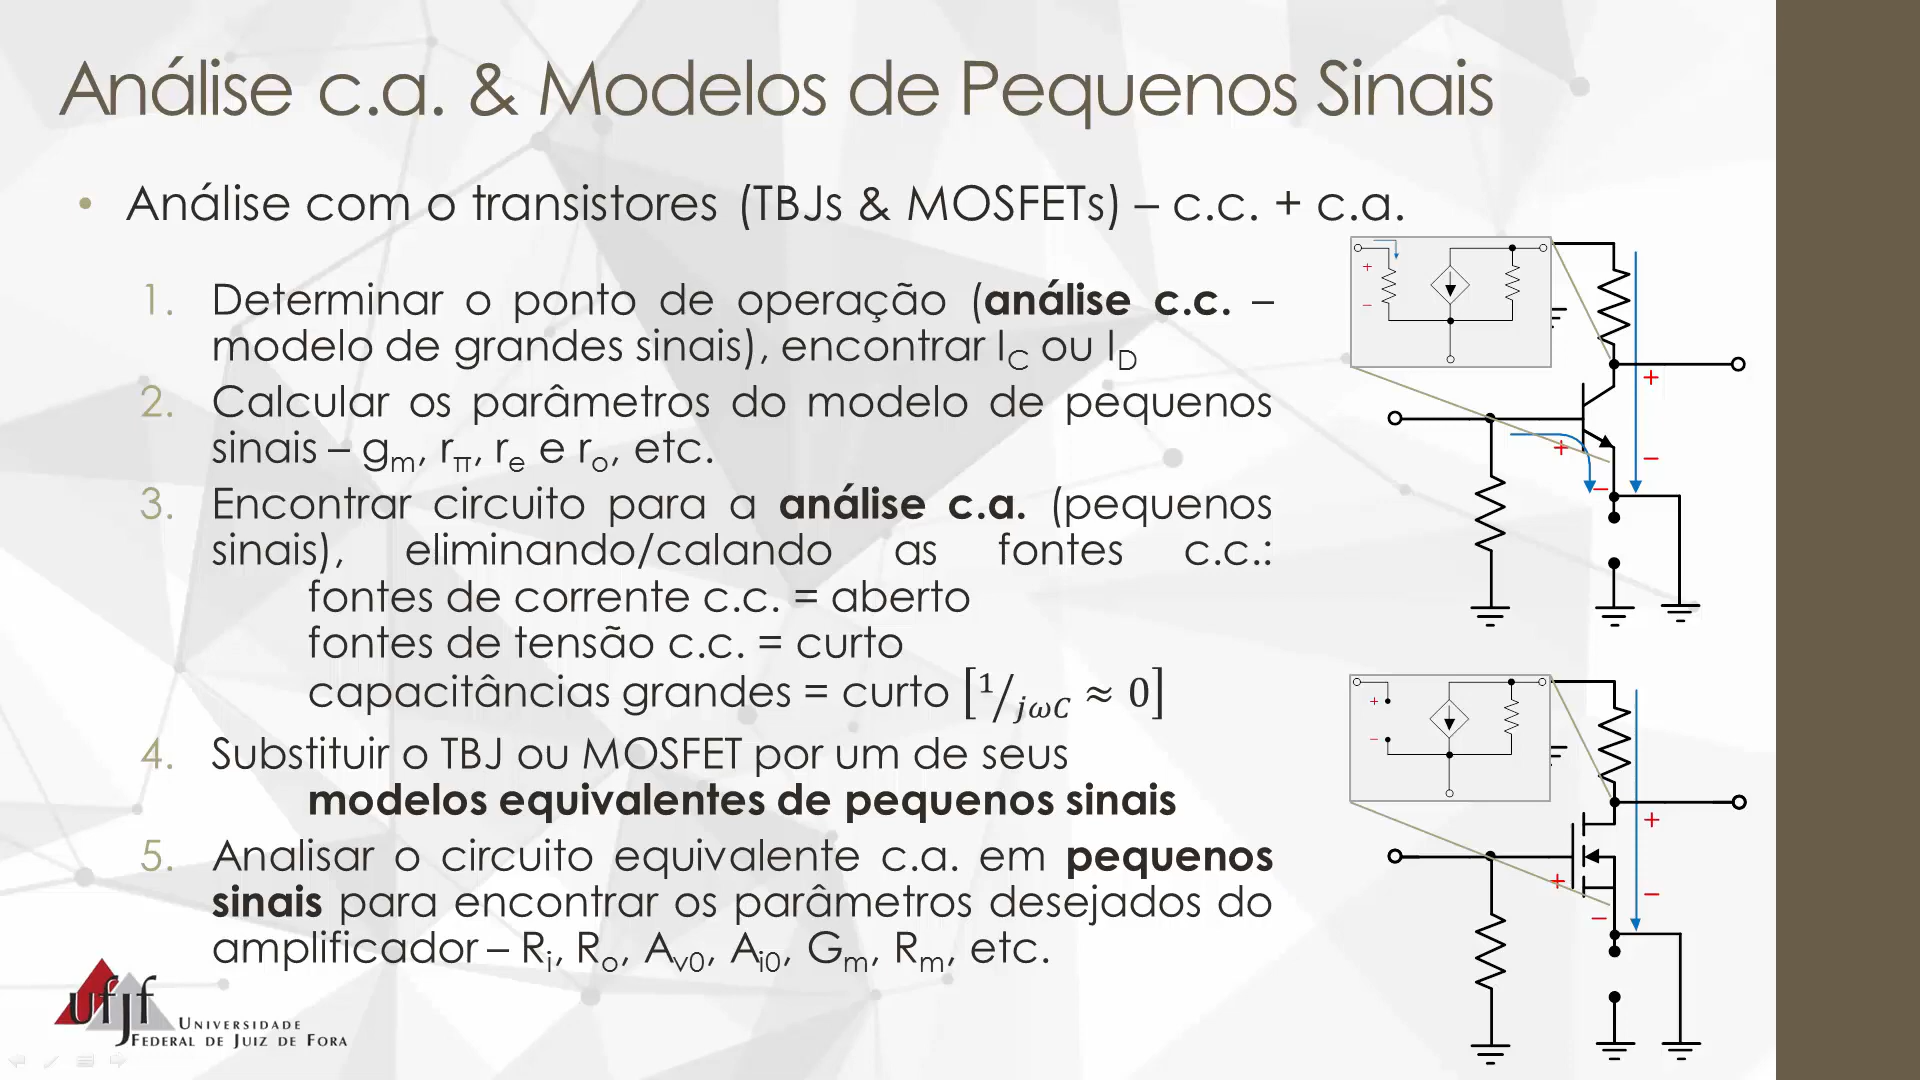 Análise c.a. & Modelos de Pequenos Sinais
• Análise com o transistores (TBJs & MOSFETs) – c.c. + c.a.
1. Determinar o ponto de operação (análise c.c. –
modelo de grandes sinais), encontrar I_C ou I_D
2. Calcular os parâmetros do modelo de pequenos
sinais – g_m, r_π, r_e e r_o, etc.
3. Encontrar circuito para a análise c.a. (pequenos
sinais), eliminando/calando as fontes c.c.:
fontes de corrente c.c. = aberto
fontes de tensão c.c. = curto
capacitâncias grandes = curto [1/jωC ≈ 0]
4. Substituir o TBJ ou MOSFET por um de seus
modelos equivalentes de pequenos sinais
5. Analisar o circuito equivalente c.a. em pequenos
sinais para encontrar os parâmetros desejados do
amplificador – R_i, R_o, A_v0, A_i0, G_m, R_m, etc.
+
–
+
–
+
–
+
–
+
–
+
–
ufjf
UNIVERSIDADE
FEDERAL DE JUIZ DE FORA